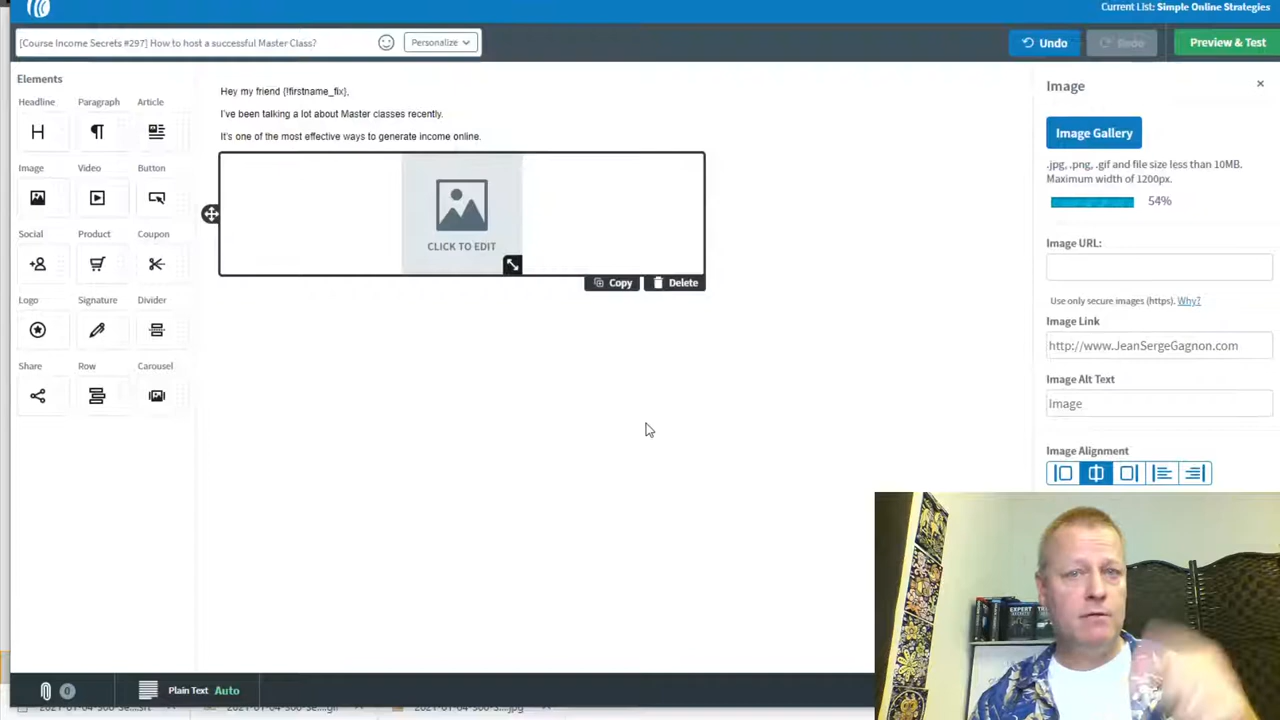 Current List: Simple Online Strategies
[Course Income Secrets #297] How to host a successful Master Class?
Personalize
Undo
Redo
Preview & Test
Elements
Headline
Paragraph
Article
Image
Video
Button
Social
Product
Coupon
Logo
Signature
Divider
Share
Row
Carousel
Hey my friend {!firstname_fix},
I've been talking a lot about Master classes recently.
It's one of the most effective ways to generate income online.
CLICK TO EDIT
Copy
Delete
Image
Image Gallery
.jpg, .png, .gif and file size less than 10MB.
Maximum width of 1200px.
54%
Image URL:
Use only secure images (https). Why?
Image Link
http://www.JeanSergeGagnon.com
Image Alt Text
Image
Image Alignment
EXPERT
0
Plain Text Auto